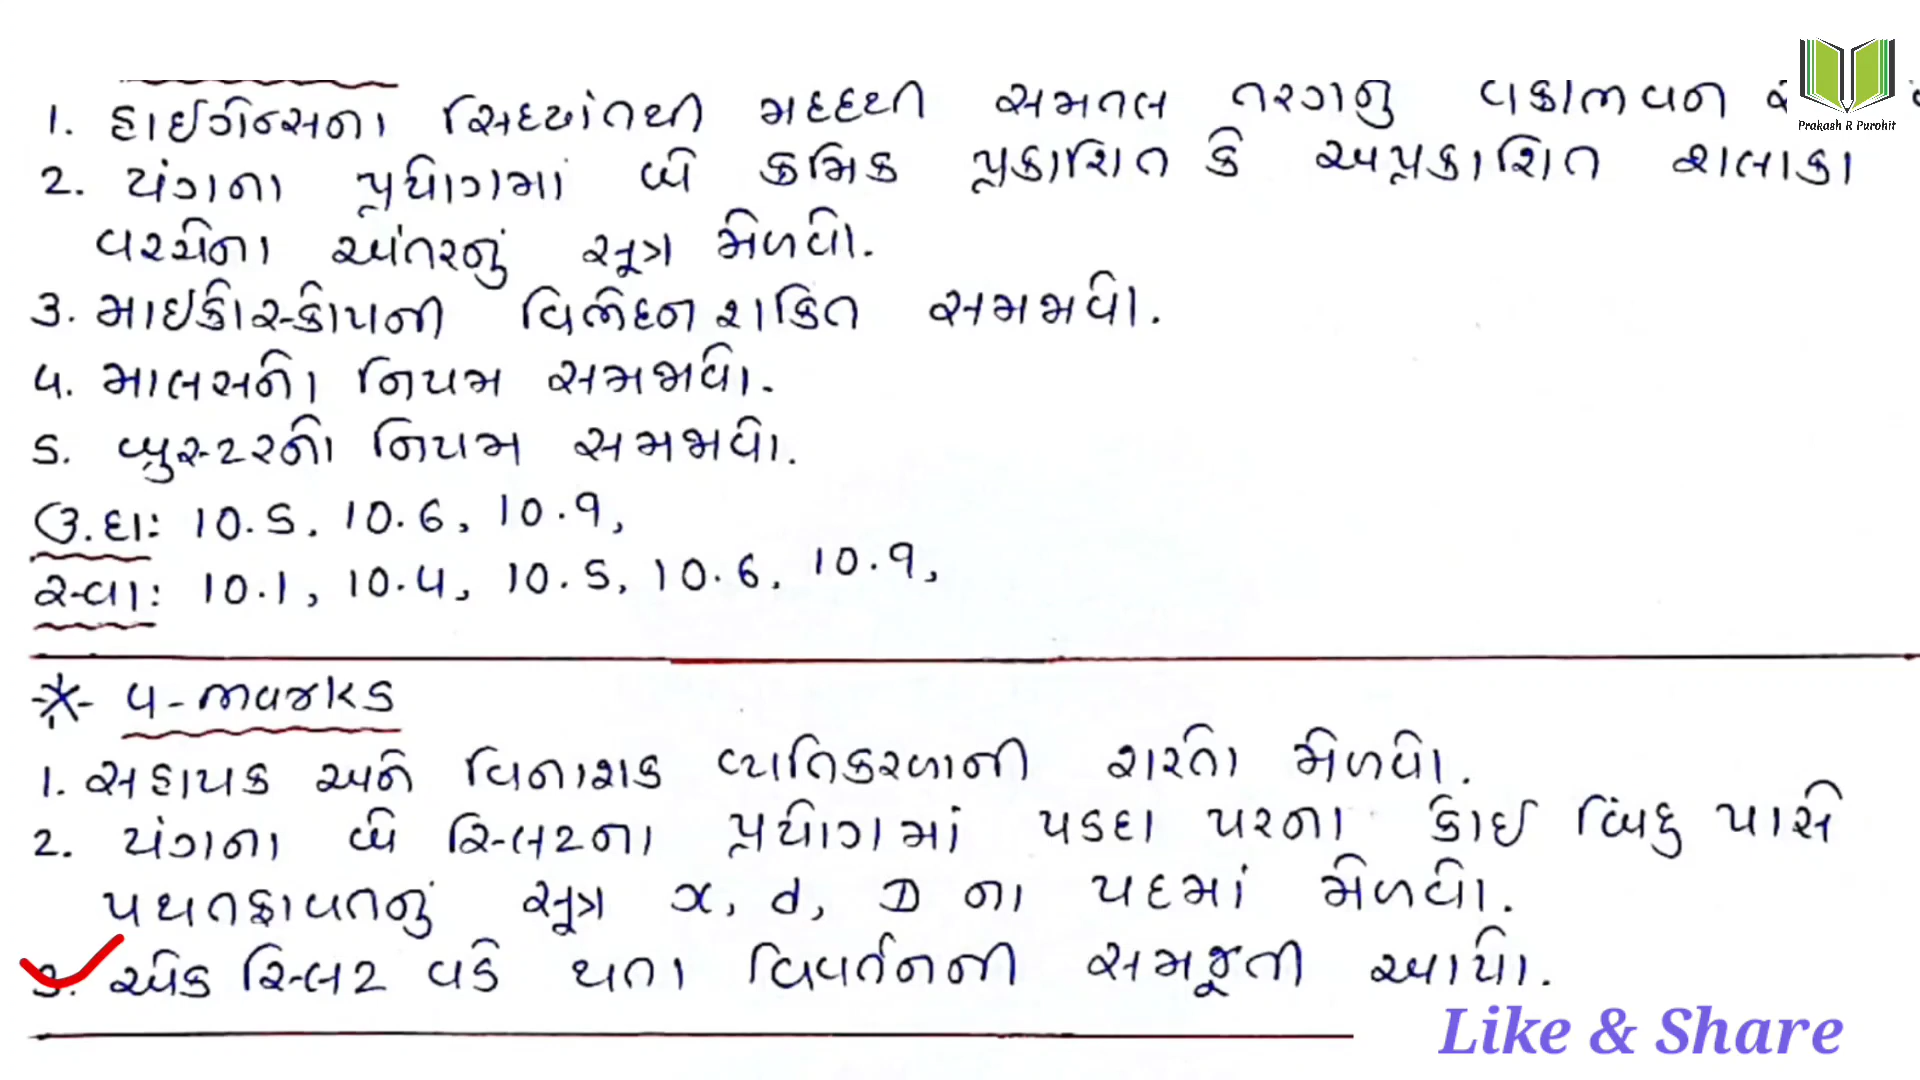 1. હાઈગેન્સના સિદ્ધાંતથી મદદથી સમતલ તરંગનુ વક્રીભવન
Prakash R Purohit
2. યંગના પ્રયોગમાં બે ક્રમિક પ્રકાશિત કે અપ્રકાશિત શલાકા
વચ્ચેના અંતરનું સૂત્ર મેળવો.
3. માઈક્રોસ્કોપની વિભેદન શક્તિ સમજાવો.
4. માલસનો નિયમ સમજાવો.
5. બ્રુસ્ટરનો નિયમ સમજાવો.
ઉ.દા: 10.5, 10.6, 10.9,
સ્વા: 10.1, 10.4, 10.5, 10.6, 10.9,
* 4-marks
1. સહાયક અને વિનાશક વ્યતિકરણની શરતો મેળવો.
2. યંગના બે સ્લિટના પ્રયોગમાં પડદા પરના કોઈ બિંદુ પાસે
પથતફાવતનું સૂત્ર x, d, D ના પદમાં મેળવો.
3. એક સ્લિટ વડે થતા વિવર્તનની સમજૂતી આપો.
Like & Share